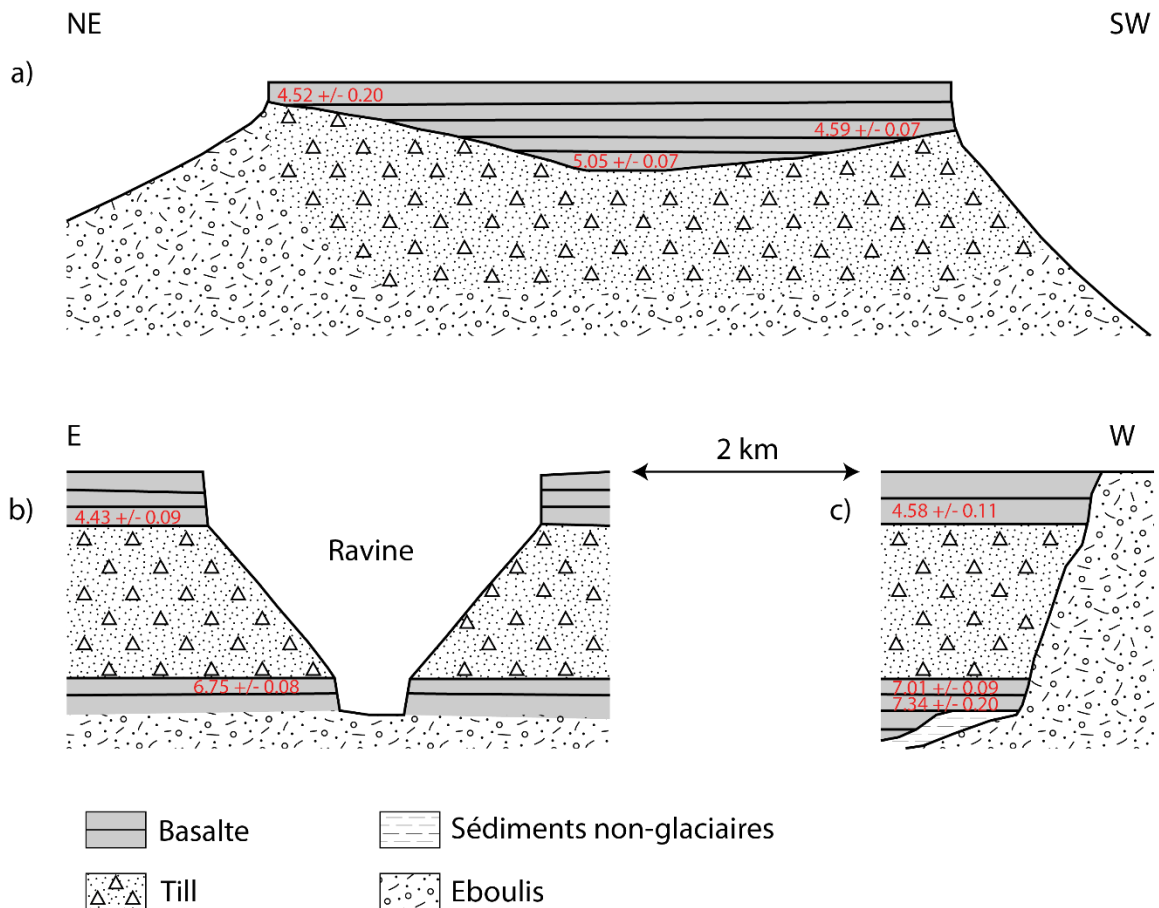 NE
SW
a)
4.52 +/- 0.20
4.59 +/- 0.07
5.05 +/- 0.07
E
2 km
W
b)
4.43 +/- 0.09
Ravine
6.75 +/- 0.08
c)
4.58 +/- 0.11
7.01 +/- 0.09
7.34 +/- 0.20
Basalte
Sédiments non-glaciaires
Till
Eboulis